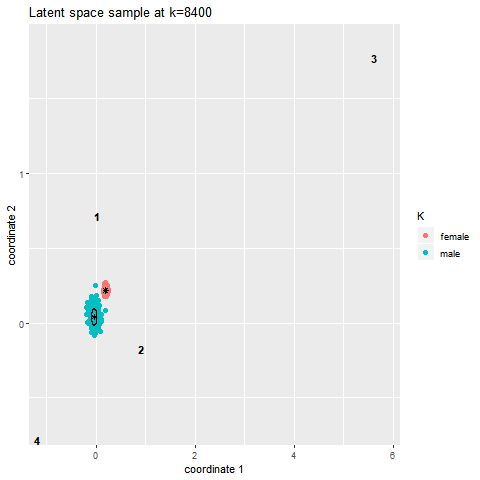 Latent space sample at k=8400
3
K
female
male
1
1
0
2
4
0
2
4
6
coordinate 1
coordinate 2